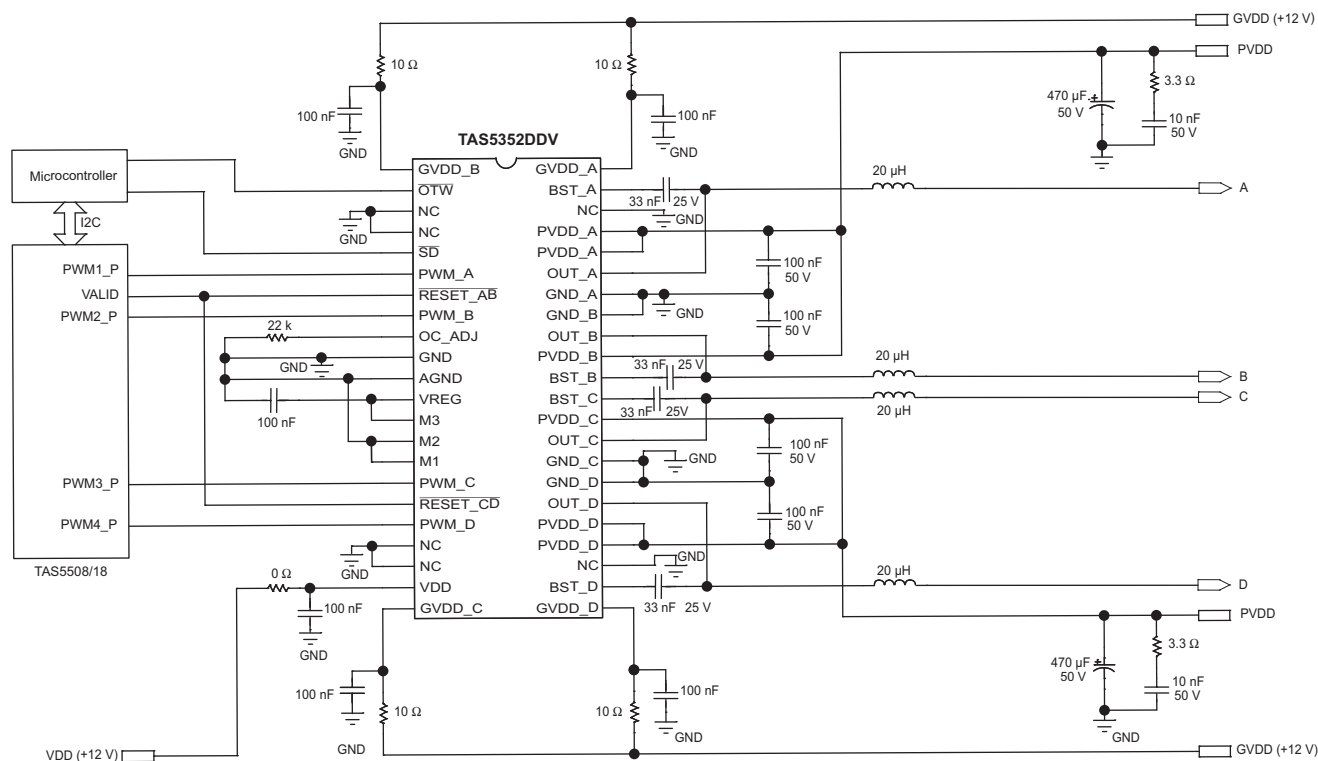 GVDD (+12 V)
PVDD
10 Ω
10 Ω
3.3 Ω
470 µF
50 V
10 nF
50 V
100 nF
GND
100 nF
GND
TAS5352DDV
Microcontroller
I2C
GVDD_B
OTW
NC
NC
SD
PWM_A
RESET_AB
PWM_B
OC_ADJ
GND
AGND
VREG
M3
M2
M1
PWM_C
RESET_CD
PWM_D
NC
NC
VDD
GVDD_C
GVDD_A
BST_A
NC
PVDD_A
PVDD_A
OUT_A
GND_A
GND_B
OUT_B
PVDD_B
BST_B
BST_C
PVDD_C
OUT_C
GND_C
GND_D
OUT_D
PVDD_D
PVDD_D
NC
BST_D
GVDD_D
PWM1_P
VALID
PWM2_P
PWM3_P
PWM4_P
TAS5508/18
GND
22 k
GND
100 nF
GND
0 Ω
100 nF
GND
33 nF 25 V
GND
20 µH
A
100 nF
50 V
GND
100 nF
50 V
33 nF 25 V
20 µH
B
33 nF 25V
20 µH
C
GND
100 nF
50 V
100 nF
50 V
GND
33 nF 25 V
20 µH
D
PVDD
3.3 Ω
470 µF
50 V
10 nF
50 V
GND
100 nF
10 Ω
GND
10 Ω
100 nF
GND
VDD (+12 V)
GVDD (+12 V)